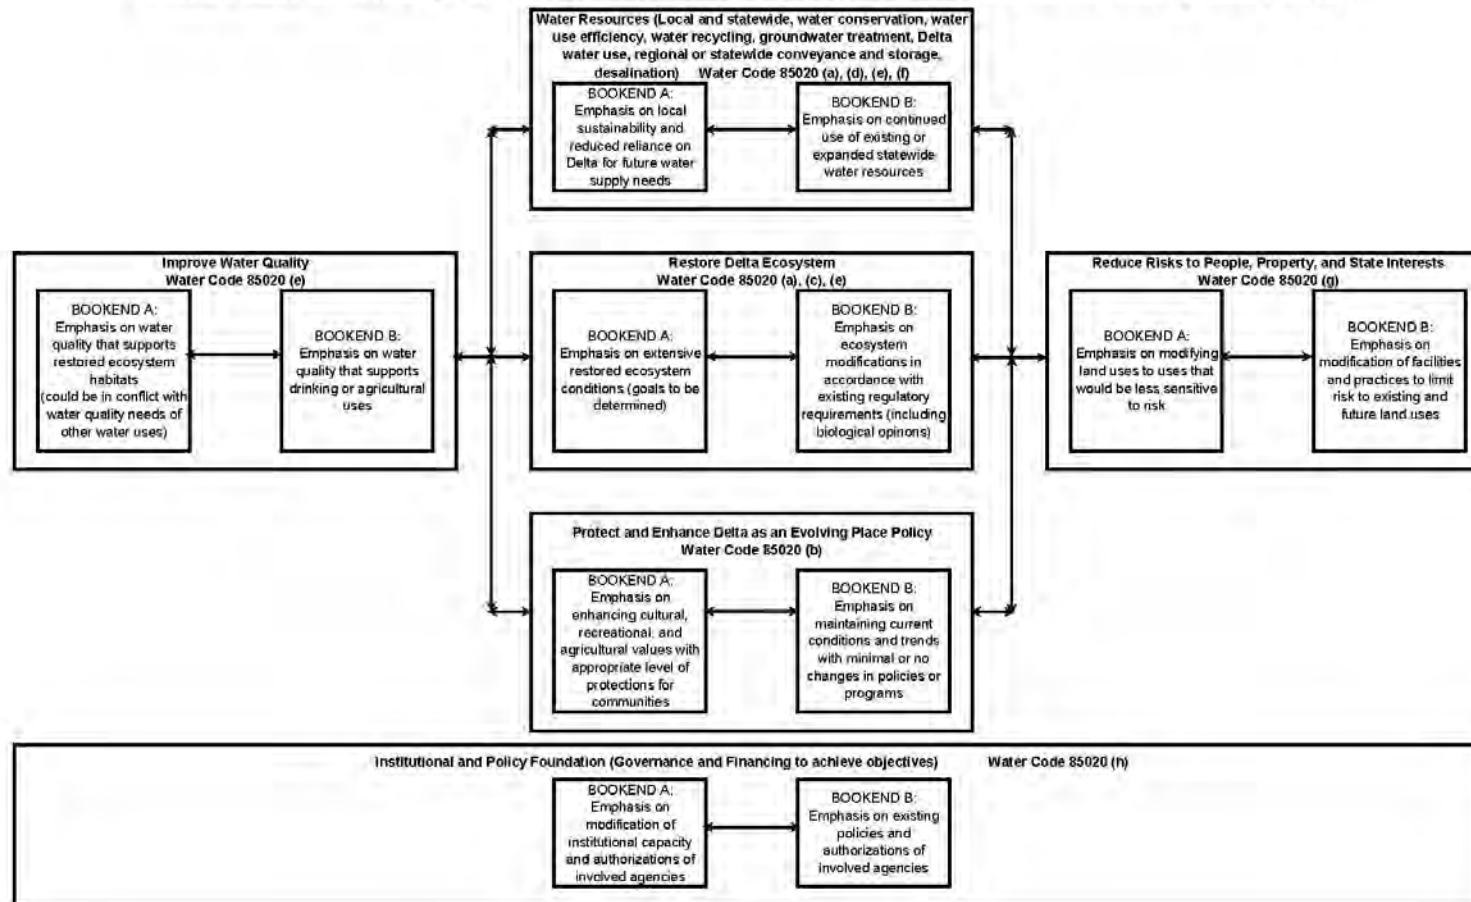 Water Resources (Local and statewide, water conservation, water
use efficiency, water recycling, groundwater treatment, Delta
water use, regional or statewide conveyance and storage,
desalination) Water Code 85020 (a), (d), (e), (f)
BOOKEND A:
Emphasis on local
sustainability and
reduced reliance on
Delta for future water
supply needs
BOOKEND B:
Emphasis on continued
use of existing or
expanded statewide
water resources
Improve Water Quality
Water Code 85020 (e)
BOOKEND A:
Emphasis on water
quality that supports
restored ecosystem
habitats
(could be in conflict with
water quality needs of
other water uses)
BOOKEND B:
Emphasis on water
quality that supports
drinking or agricultural
uses
Restore Delta Ecosystem
Water Code 85020 (a), (c), (e)
BOOKEND A:
Emphasis on extensive
restored ecosystem
conditions (goals to be
determined)
BOOKEND B:
Emphasis on
ecosystem
modifications in
accordance with
existing regulatory
requirements (including
biological opinons)
Reduce Risks to People, Property, and State Interests
Water Code 85020 (g)
BOOKEND A:
Emphasis on modifying
land uses to uses that
would be less sensitive
to risk
BOOKEND B:
Emphasis on
modification of facilities
and practices to limit
risk to existing and
future land uses
Protect and Enhance Delta as an Evolving Place Policy
Water Code 85020 (b)
BOOKEND A:
Emphasis on
enhancing cultural,
recreational, and
agricultural values with
appropriate level of
protections for
communities
BOOKEND B:
Emphasis on
maintaining current
conditions and trends
with minimal or no
changes in policies or
programs
Institutional and Policy Foundation (Governance and Financing to achieve objectives) Water Code 85020 (h)
BOOKEND A:
Emphasis on
modification of
institutional capacity
and authorizations of
involved agencies
BOOKEND B:
Emphasis on existing
policies and
authorizations of
involved agencies